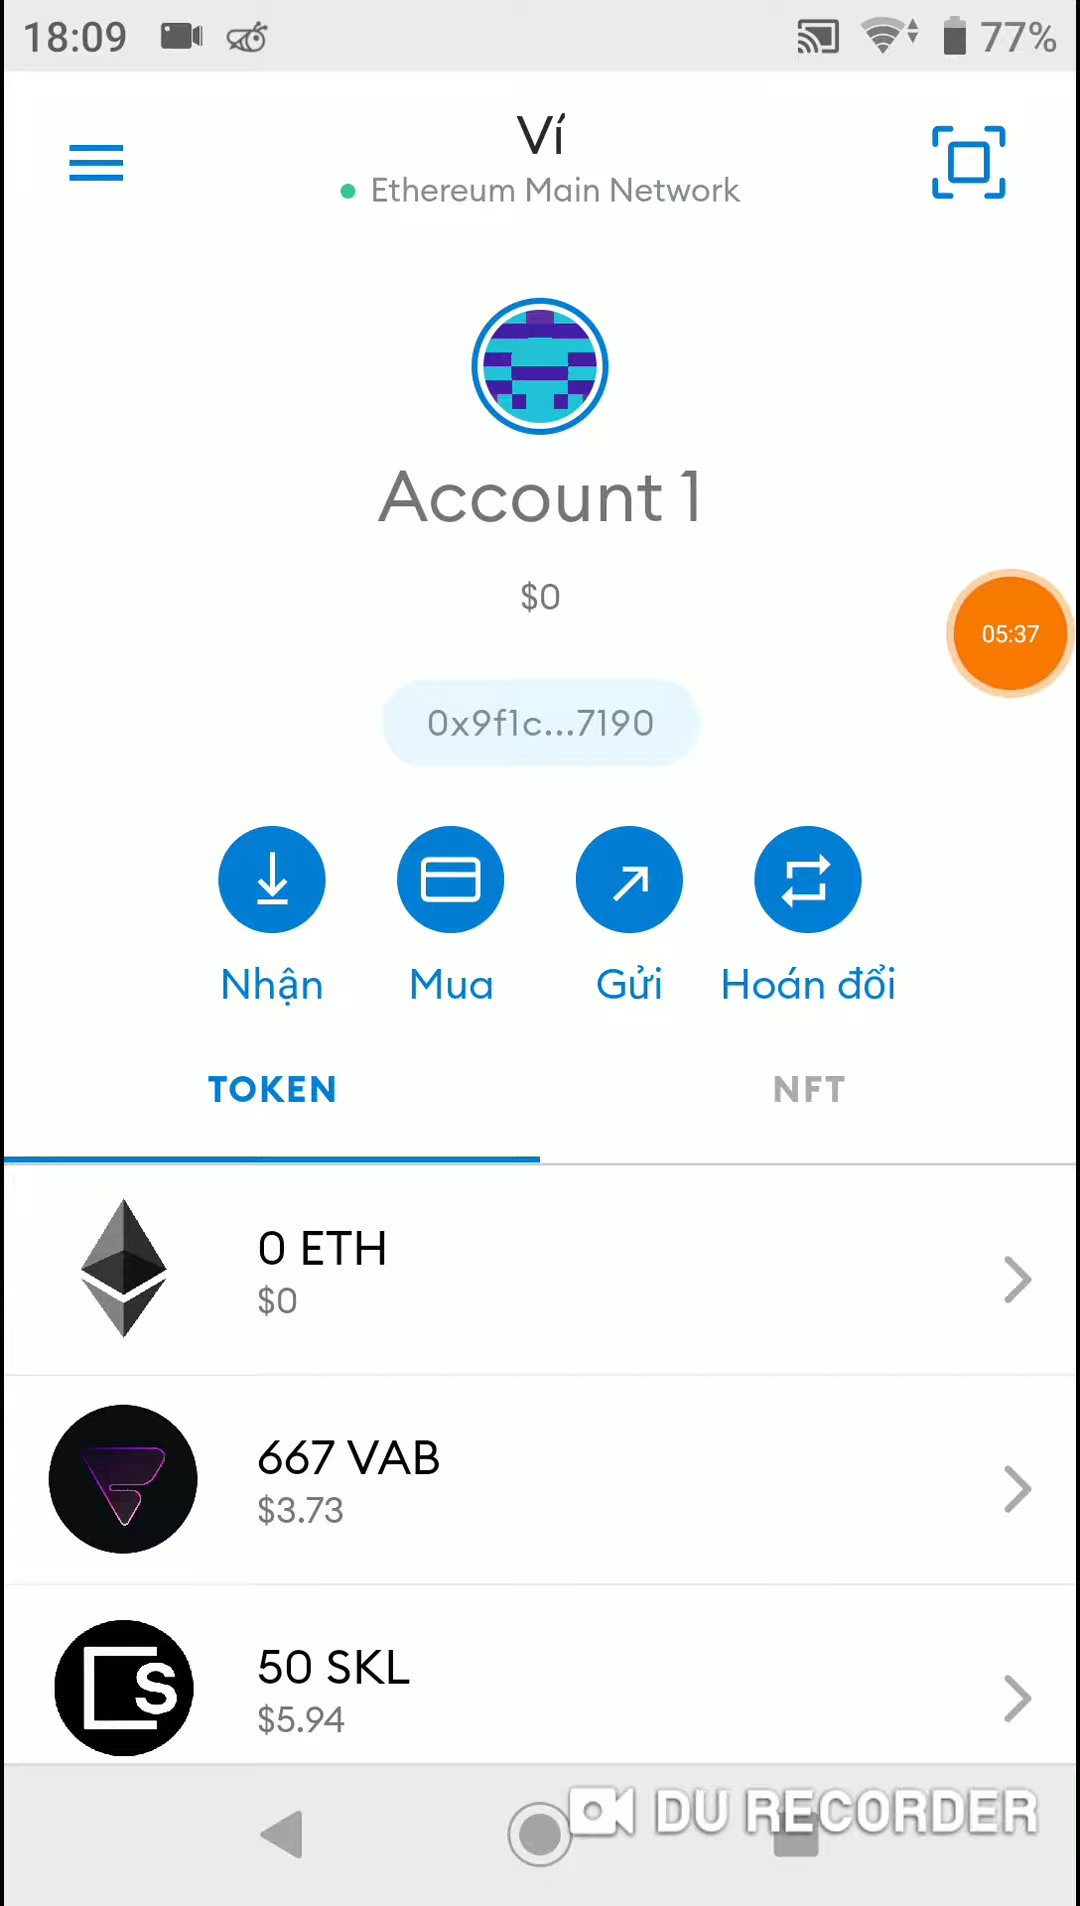 18:09
77%
Ví
Ethereum Main Network
Account 1
$0
05:37
0x9f1c...7190
Nhận Mua Gửi Hoán đổi
TOKEN NFT
0 ETH
$0
667 VAB
$3.73
S
50 SKL
$5.94
DU RECORDER